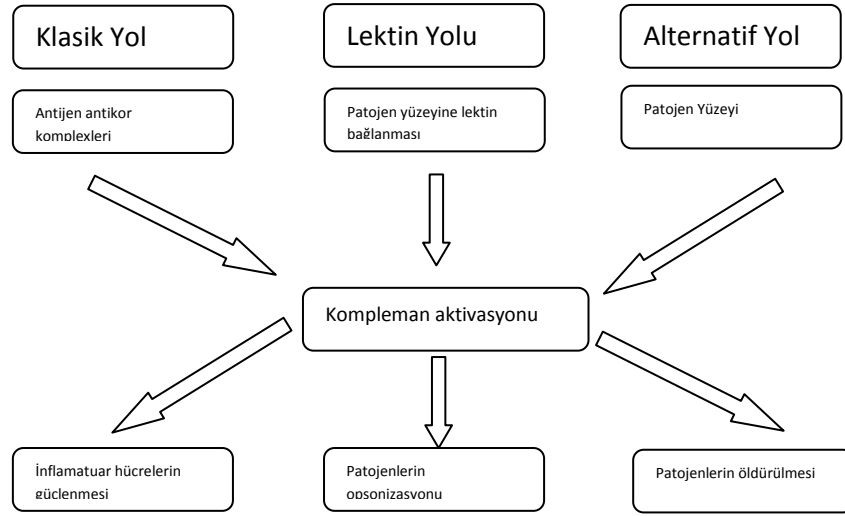 Klasik Yol
Lektin Yolu
Alternatif Yol
Antijen antikor
komplexleri
Patojen yüzeyine lektin
bağlanması
Patojen Yüzeyi
Kompleman aktivasyonu
İnflamatuar hücrelerin
güçlenmesi
Patojenlerin
opsonizasyonu
Patojenlerin öldürülmesi